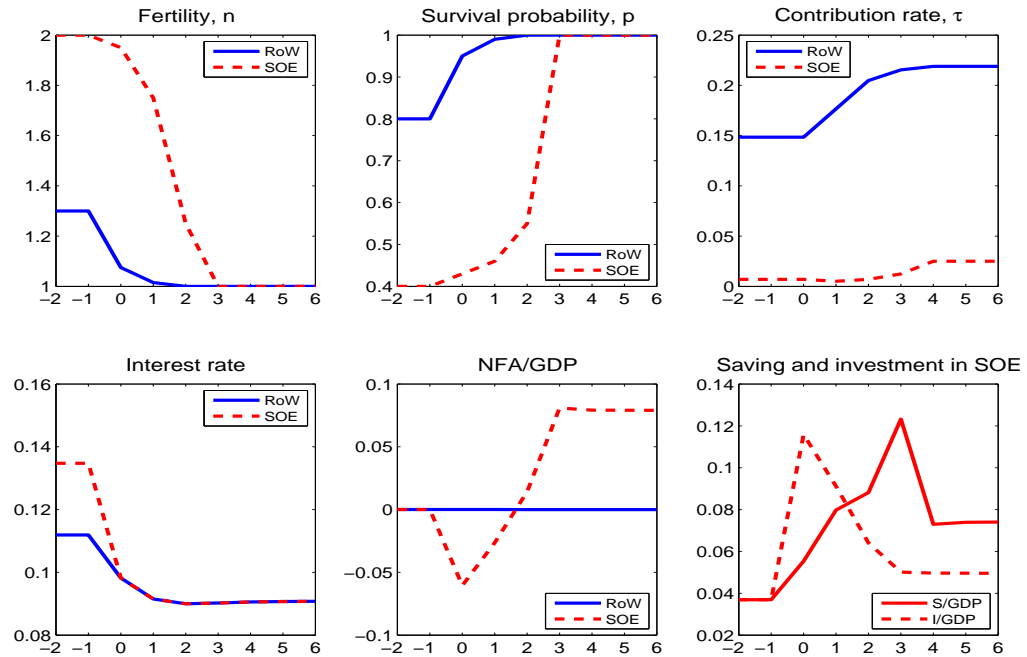 Fertility, n
2
1.8
1.6
1.4
1.2
1
−2 −1 0 1 2 3 4 5 6
RoW
SOE
Survival probability, p
1
0.9
0.8
0.7
0.6
0.5
0.4
−2 −1 0 1 2 3 4 5 6
RoW
SOE
Contribution rate, τ
0.25
0.2
0.15
0.1
0.05
0
−2 −1 0 1 2 3 4 5 6
RoW
SOE
Interest rate
0.16
0.14
0.12
0.1
0.08
−2 −1 0 1 2 3 4 5 6
RoW
SOE
NFA/GDP
0.1
0.05
0
−0.05
−0.1
−2 −1 0 1 2 3 4 5 6
RoW
SOE
Saving and investment in SOE
0.14
0.12
0.1
0.08
0.06
0.04
0.02
−2 −1 0 1 2 3 4 5 6
S/GDP
I/GDP